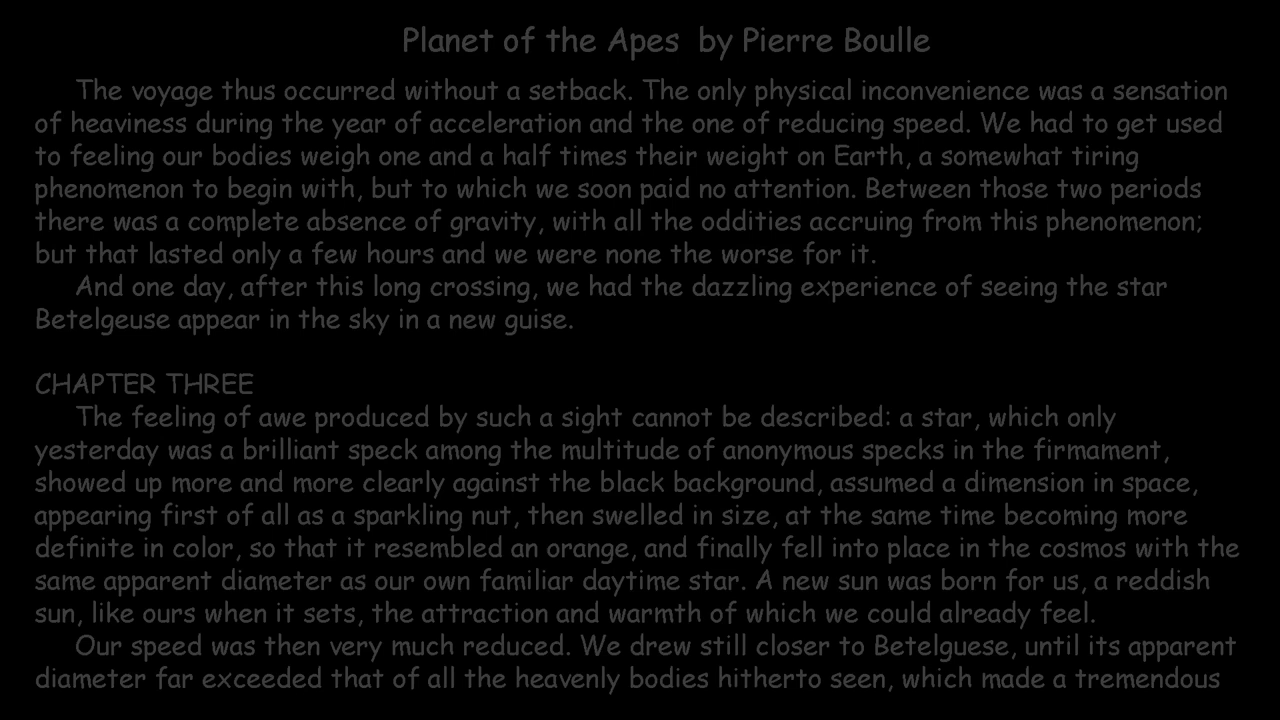 Planet of the Apes  by Pierre Boulle
The voyage thus occurred without a setback. The only physical inconvenience was a sensation
of heaviness during the year of acceleration and the one of reducing speed. We had to get used
to feeling our bodies weigh one and a half times their weight on Earth, a somewhat tiring
phenomenon to begin with, but to which we soon paid no attention. Between those two periods
there was a complete absence of gravity, with all the oddities accruing from this phenomenon;
but that lasted only a few hours and we were none the worse for it.
And one day, after this long crossing, we had the dazzling experience of seeing the star
Betelgeuse appear in the sky in a new guise.
CHAPTER THREE
The feeling of awe produced by such a sight cannot be described: a star, which only
yesterday was a brilliant speck among the multitude of anonymous specks in the firmament,
showed up more and more clearly against the black background, assumed a dimension in space,
appearing first of all as a sparkling nut, then swelled in size, at the same time becoming more
definite in color, so that it resembled an orange, and finally fell into place in the cosmos with the
same apparent diameter as our own familiar daytime star. A new sun was born for us, a reddish
sun, like ours when it sets, the attraction and warmth of which we could already feel.
Our speed was then very much reduced. We drew still closer to Betelguese, until its apparent
diameter far exceeded that of all the heavenly bodies hitherto seen, which made a tremendous